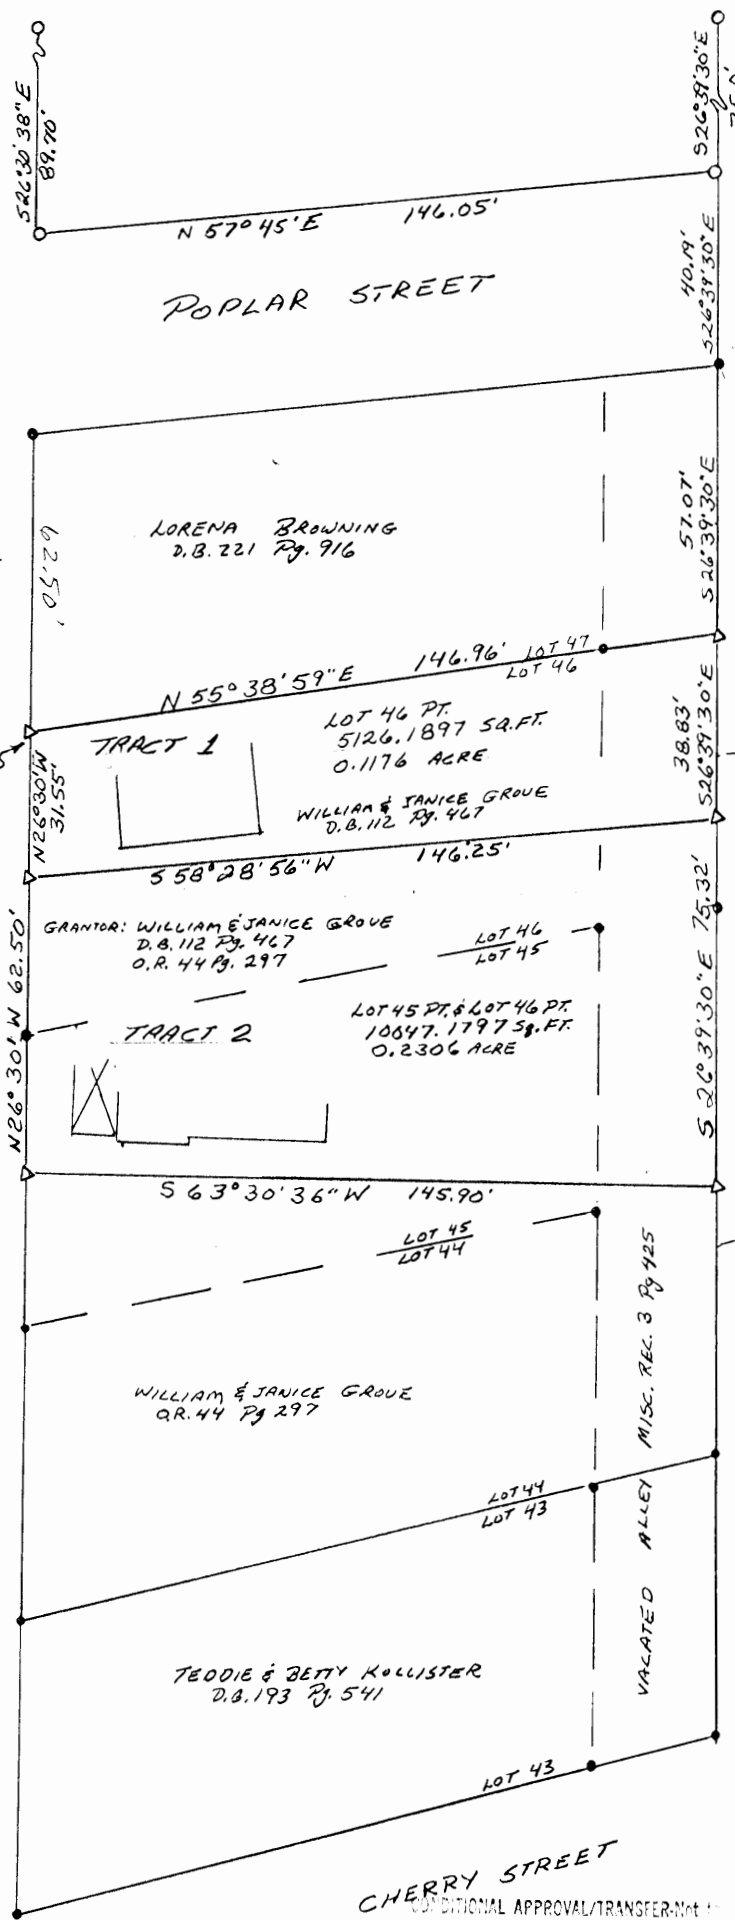 S26°30'38"E
89.70'
S26°39'30"E
N 57°45'E 146.05'
POPLAR STREET
40.19'
S26°39'30"E
LORENA BROWNING
D.B. 221 Pg. 916
62.50'
57.07'
S26°39'30"E
N 55°38'59"E 146.96'
LOT 47
LOT 46
TRACT 1
LOT 46 PT.
5126.1897 SQ.FT.
0.1176 ACRE
N26°30'W
31.55'
38.83'
S26°39'30"E
WILLIAM & JANICE GROVE
D.B. 112 Pg. 467
S 58°28'56"W 146.25'
GRANTOR: WILLIAM & JANICE GROVE
D.B. 112 Pg. 467
O.R. 44 Pg. 297
LOT 46
LOT 45
N26°30'W 62.50'
S 26°39'30"E 75.32'
TRACT 2
LOT 45 PT. & LOT 46 PT.
10047.1797 Sq.FT.
0.2306 ACRE
S 63°30'36"W 145.90'
LOT 45
LOT 44
WILLIAM & JANICE GROVE
O.R. 44 Pg 297
VACATED ALLEY MISC. REC. 3 Pg 425
LOT 44
LOT 43
TEDDIE & BETTY KOLLISTER
D.B. 193 Pg. 541
LOT 43
CHERRY STREET
CONDITIONAL APPROVAL/TRANSFER-Not